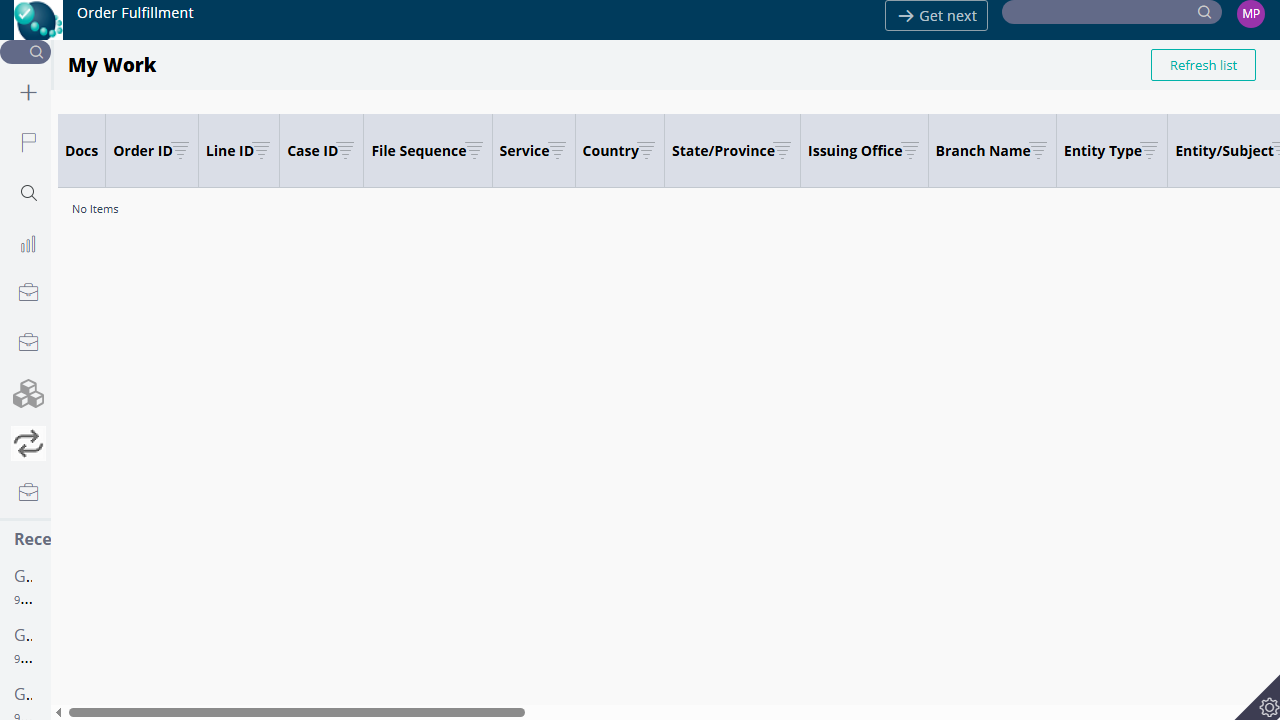 Order Fulfillment
Get next
MP
My Work
Refresh list
Docs Order ID Line ID Case ID File Sequence Service Country State/Province Issuing Office Branch Name Entity Type Entity/Subject
No Items
Rece
G..
9...
G..
9...
G..
9